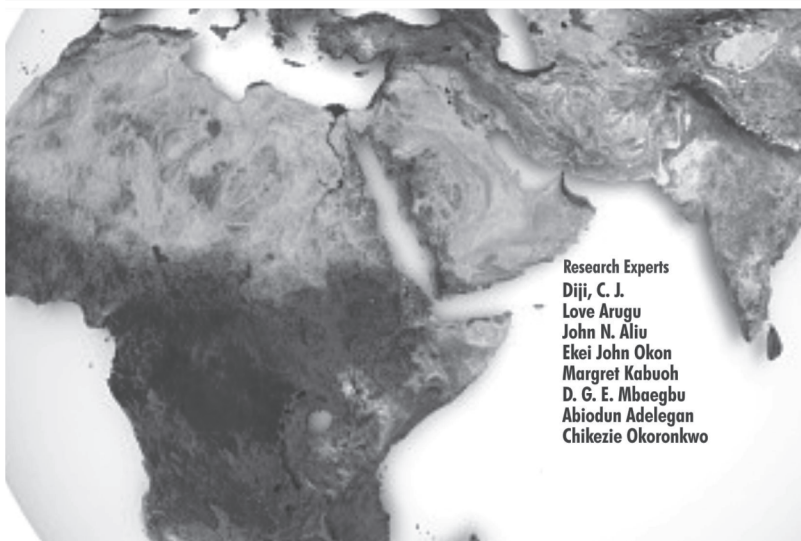 Research Experts
Diji, C. J.
Love Arugu
John N. Aliu
Ekei John Okon
Margret Kabuoh
D. G. E. Mbaegbu
Abiodun Adelegan
Chikezie Okoronkwo